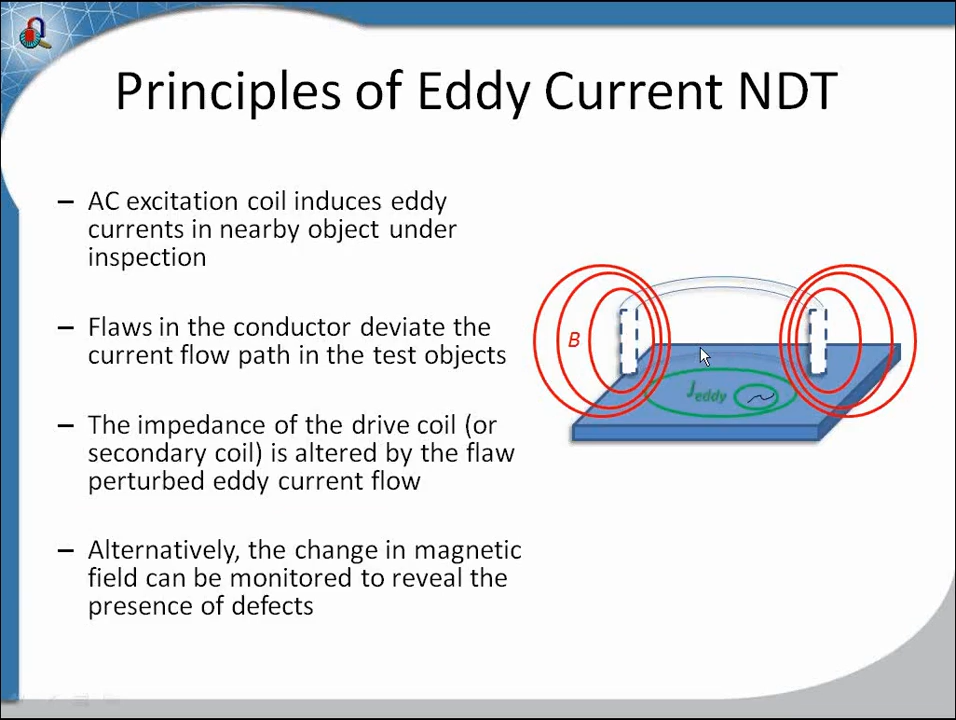 Principles of Eddy Current NDT
– AC excitation coil induces eddy
currents in nearby object under
inspection
– Flaws in the conductor deviate the
current flow path in the test objects
– The impedance of the drive coil (or
secondary coil) is altered by the flaw
perturbed eddy current flow
– Alternatively, the change in magnetic
field can be monitored to reveal the
presence of defects
B
Jeddy